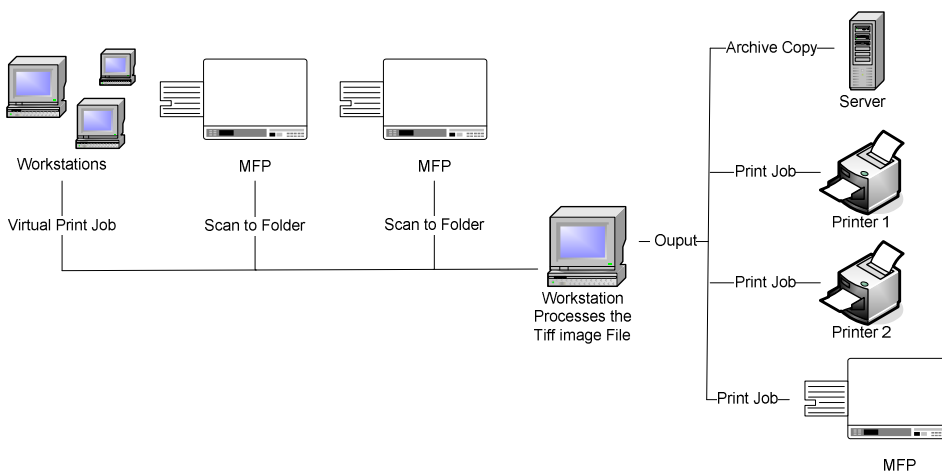 Archive Copy
Server
Workstations
MFP
MFP
Print Job
Printer 1
Virtual Print Job
Scan to Folder
Scan to Folder
Ouput
Workstation
Processes the
Tiff image File
Print Job
Printer 2
Print Job
MFP